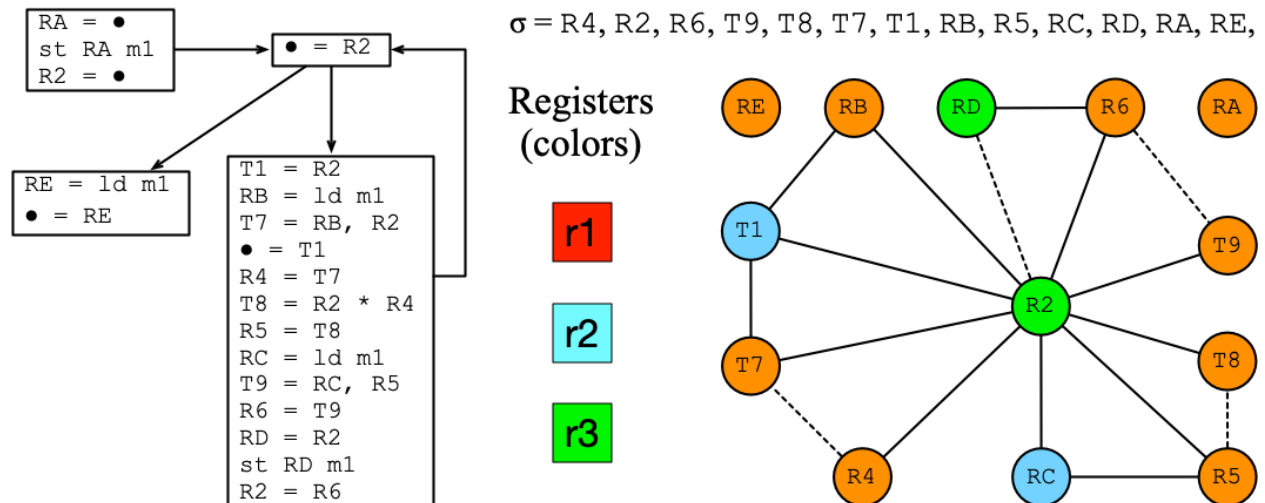 RA = ●
st RA m1
R2 = ●
● = R2
RE = ld m1
● = RE
T1 = R2
RB = ld m1
T7 = RB, R2
● = T1
R4 = T7
T8 = R2 * R4
R5 = T8
RC = ld m1
T9 = RC, R5
R6 = T9
RD = R2
st RD m1
R2 = R6
σ = R4, R2, R6, T9, T8, T7, T1, RB, R5, RC, RD, RA, RE,
Registers
(colors)
r1
r2
r3
RE RB RD R6 RA
T1 T9
R2
T7 T8
R4 RC R5